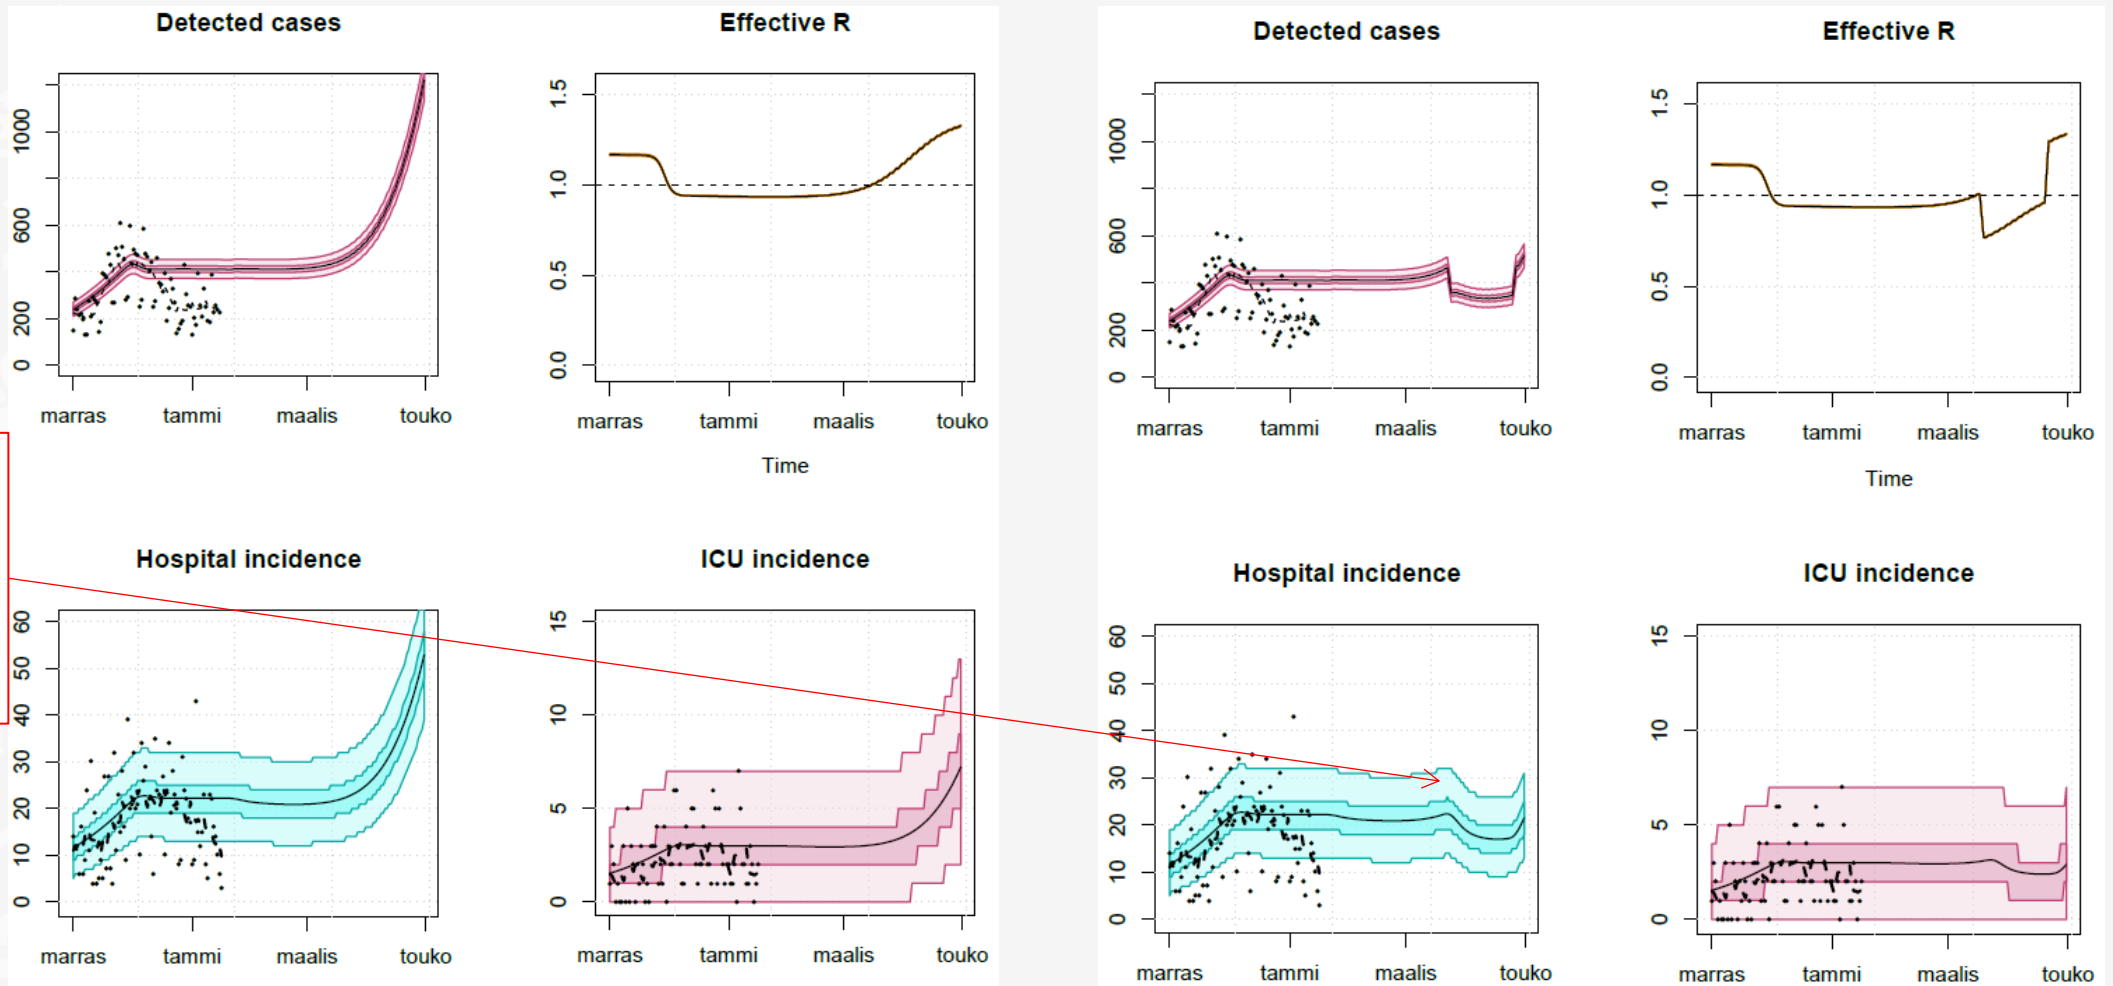 Detected cases
Effective R
0 200 600 1000
marras tammi maalis touko
0.0 0.5 1.0 1.5
marras tammi maalis touko
Time
Hospital incidence
ICU incidence
0 10 20 30 40 50 60
marras tammi maalis touko
0 5 10 15
marras tammi maalis touko
Detected cases
Effective R
0 200 600 1000
marras tammi maalis touko
0.0 0.5 1.0 1.5
marras tammi maalis touko
Time
Hospital incidence
ICU incidence
0 10 20 30 40 50 60
marras tammi maalis touko
0 5 10 15
marras tammi maalis touko